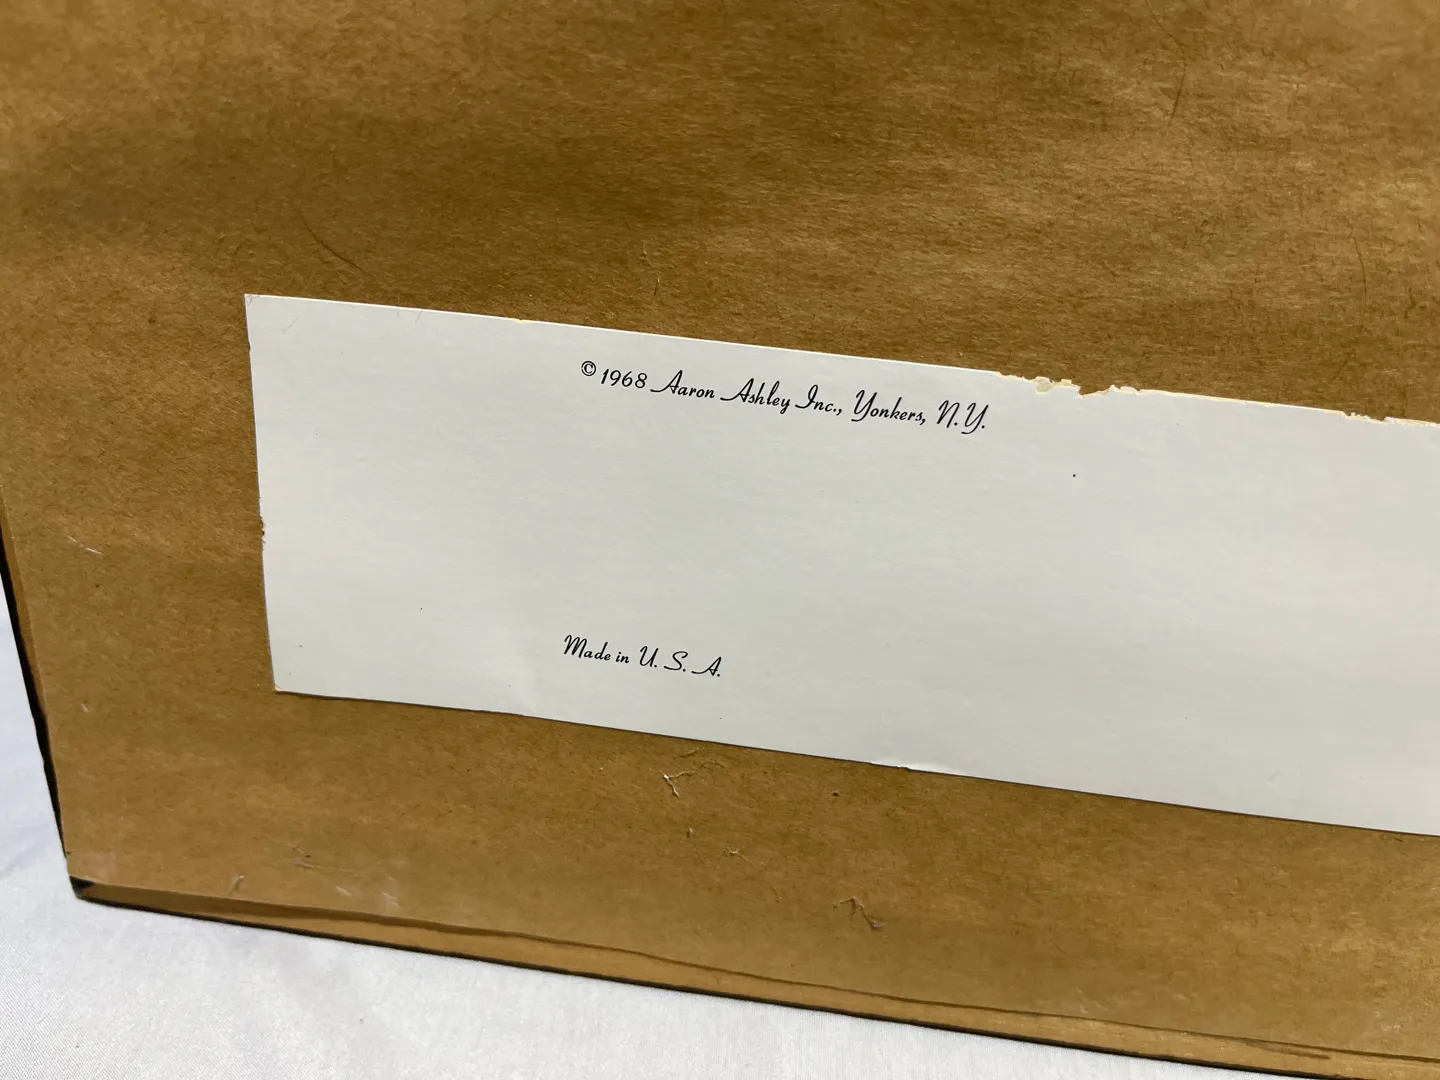 © 1968 Aaron Ashley Inc., Yonkers, N.Y.
Made in U. S. A.